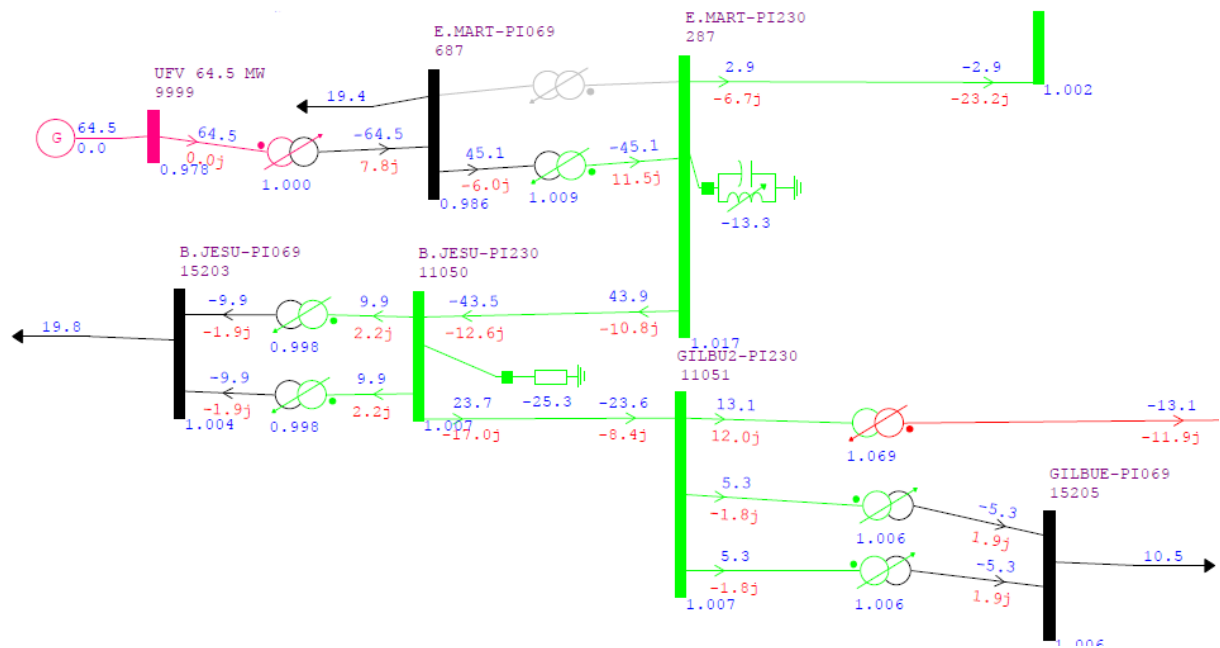 E.MART-PI230
287
E.MART-PI069
687
UFV 64.5 MW
9999
2.9
-2.9
-6.7j
-23.2j
1.002
19.4
G
64.5
0.0
64.5
0.0j
0.978
1.000
-64.5
7.8j
45.1
-6.0j
0.986
1.009
-45.1
11.5j
-13.3
B.JESU-PI069
15203
B.JESU-PI230
11050
-9.9
-1.9j
0.998
9.9
2.2j
-43.5
-12.6j
43.9
-10.8j
1.017
19.8
-9.9
-1.9j
1.004
0.998
9.9
2.2j
1.007
23.7
-17.0j
-25.3
-23.6
-8.4j
GILBU2-PI230
11051
13.1
12.0j
1.069
-13.1
-11.9j
GILBUE-PI069
15205
5.3
-1.8j
1.006
-5.3
1.9j
10.5
5.3
-1.8j
1.007
1.006
-5.3
1.9j
1.006